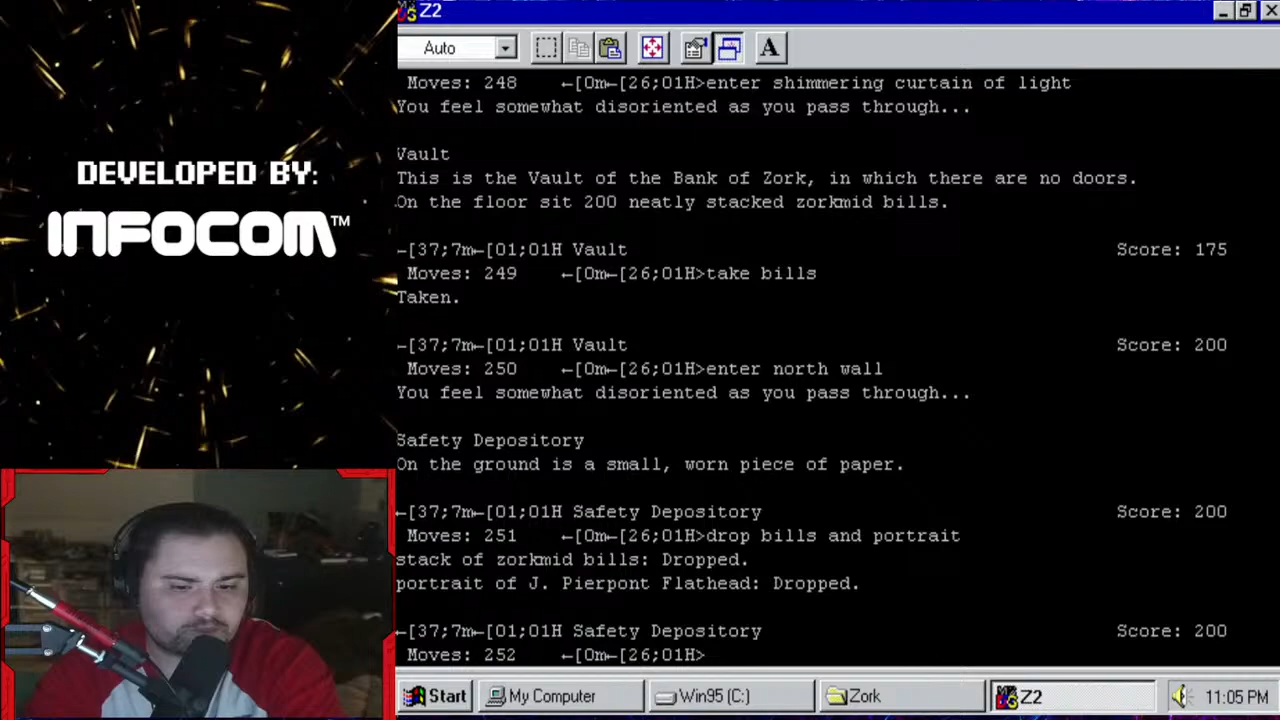 DEVELOPED BY:
INFOCOM™
Z2
Auto
A
Moves: 248 ←[0m←[26;01H>enter shimmering curtain of light
You feel somewhat disoriented as you pass through...
Vault
This is the Vault of the Bank of Zork, in which there are no doors.
On the floor sit 200 neatly stacked zorkmid bills.
←[37;7m←[01;01H Vault Score: 175
Moves: 249 ←[0m←[26;01H>take bills
Taken.
←[37;7m←[01;01H Vault Score: 200
Moves: 250 ←[0m←[26;01H>enter north wall
You feel somewhat disoriented as you pass through...
Safety Depository
On the ground is a small, worn piece of paper.
←[37;7m←[01;01H Safety Depository Score: 200
Moves: 251 ←[0m←[26;01H>drop bills and portrait
stack of zorkmid bills: Dropped.
portrait of J. Pierpont Flathead: Dropped.
←[37;7m←[01;01H Safety Depository Score: 200
Moves: 252 ←[0m←[26;01H>
Start My Computer Win95 (C:) Zork Z2 11:05 PM